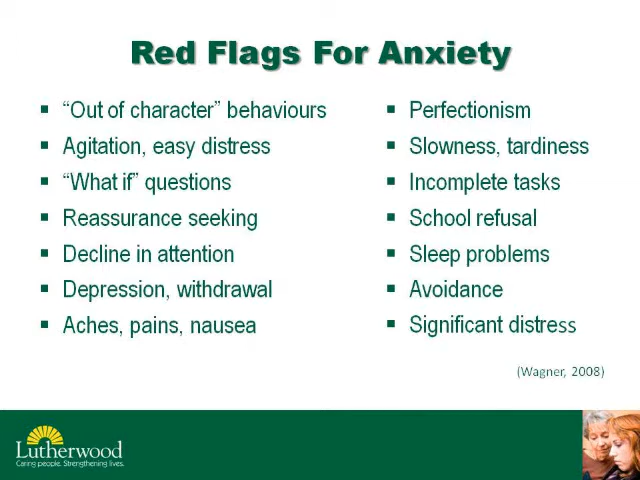 Red Flags For Anxiety
“Out of character” behaviours
Agitation, easy distress
“What if” questions
Reassurance seeking
Decline in attention
Depression, withdrawal
Aches, pains, nausea
Perfectionism
Slowness, tardiness
Incomplete tasks
School refusal
Sleep problems
Avoidance
Significant distress
(Wagner, 2008)
Lutherwood
Caring people. Strengthening lives.